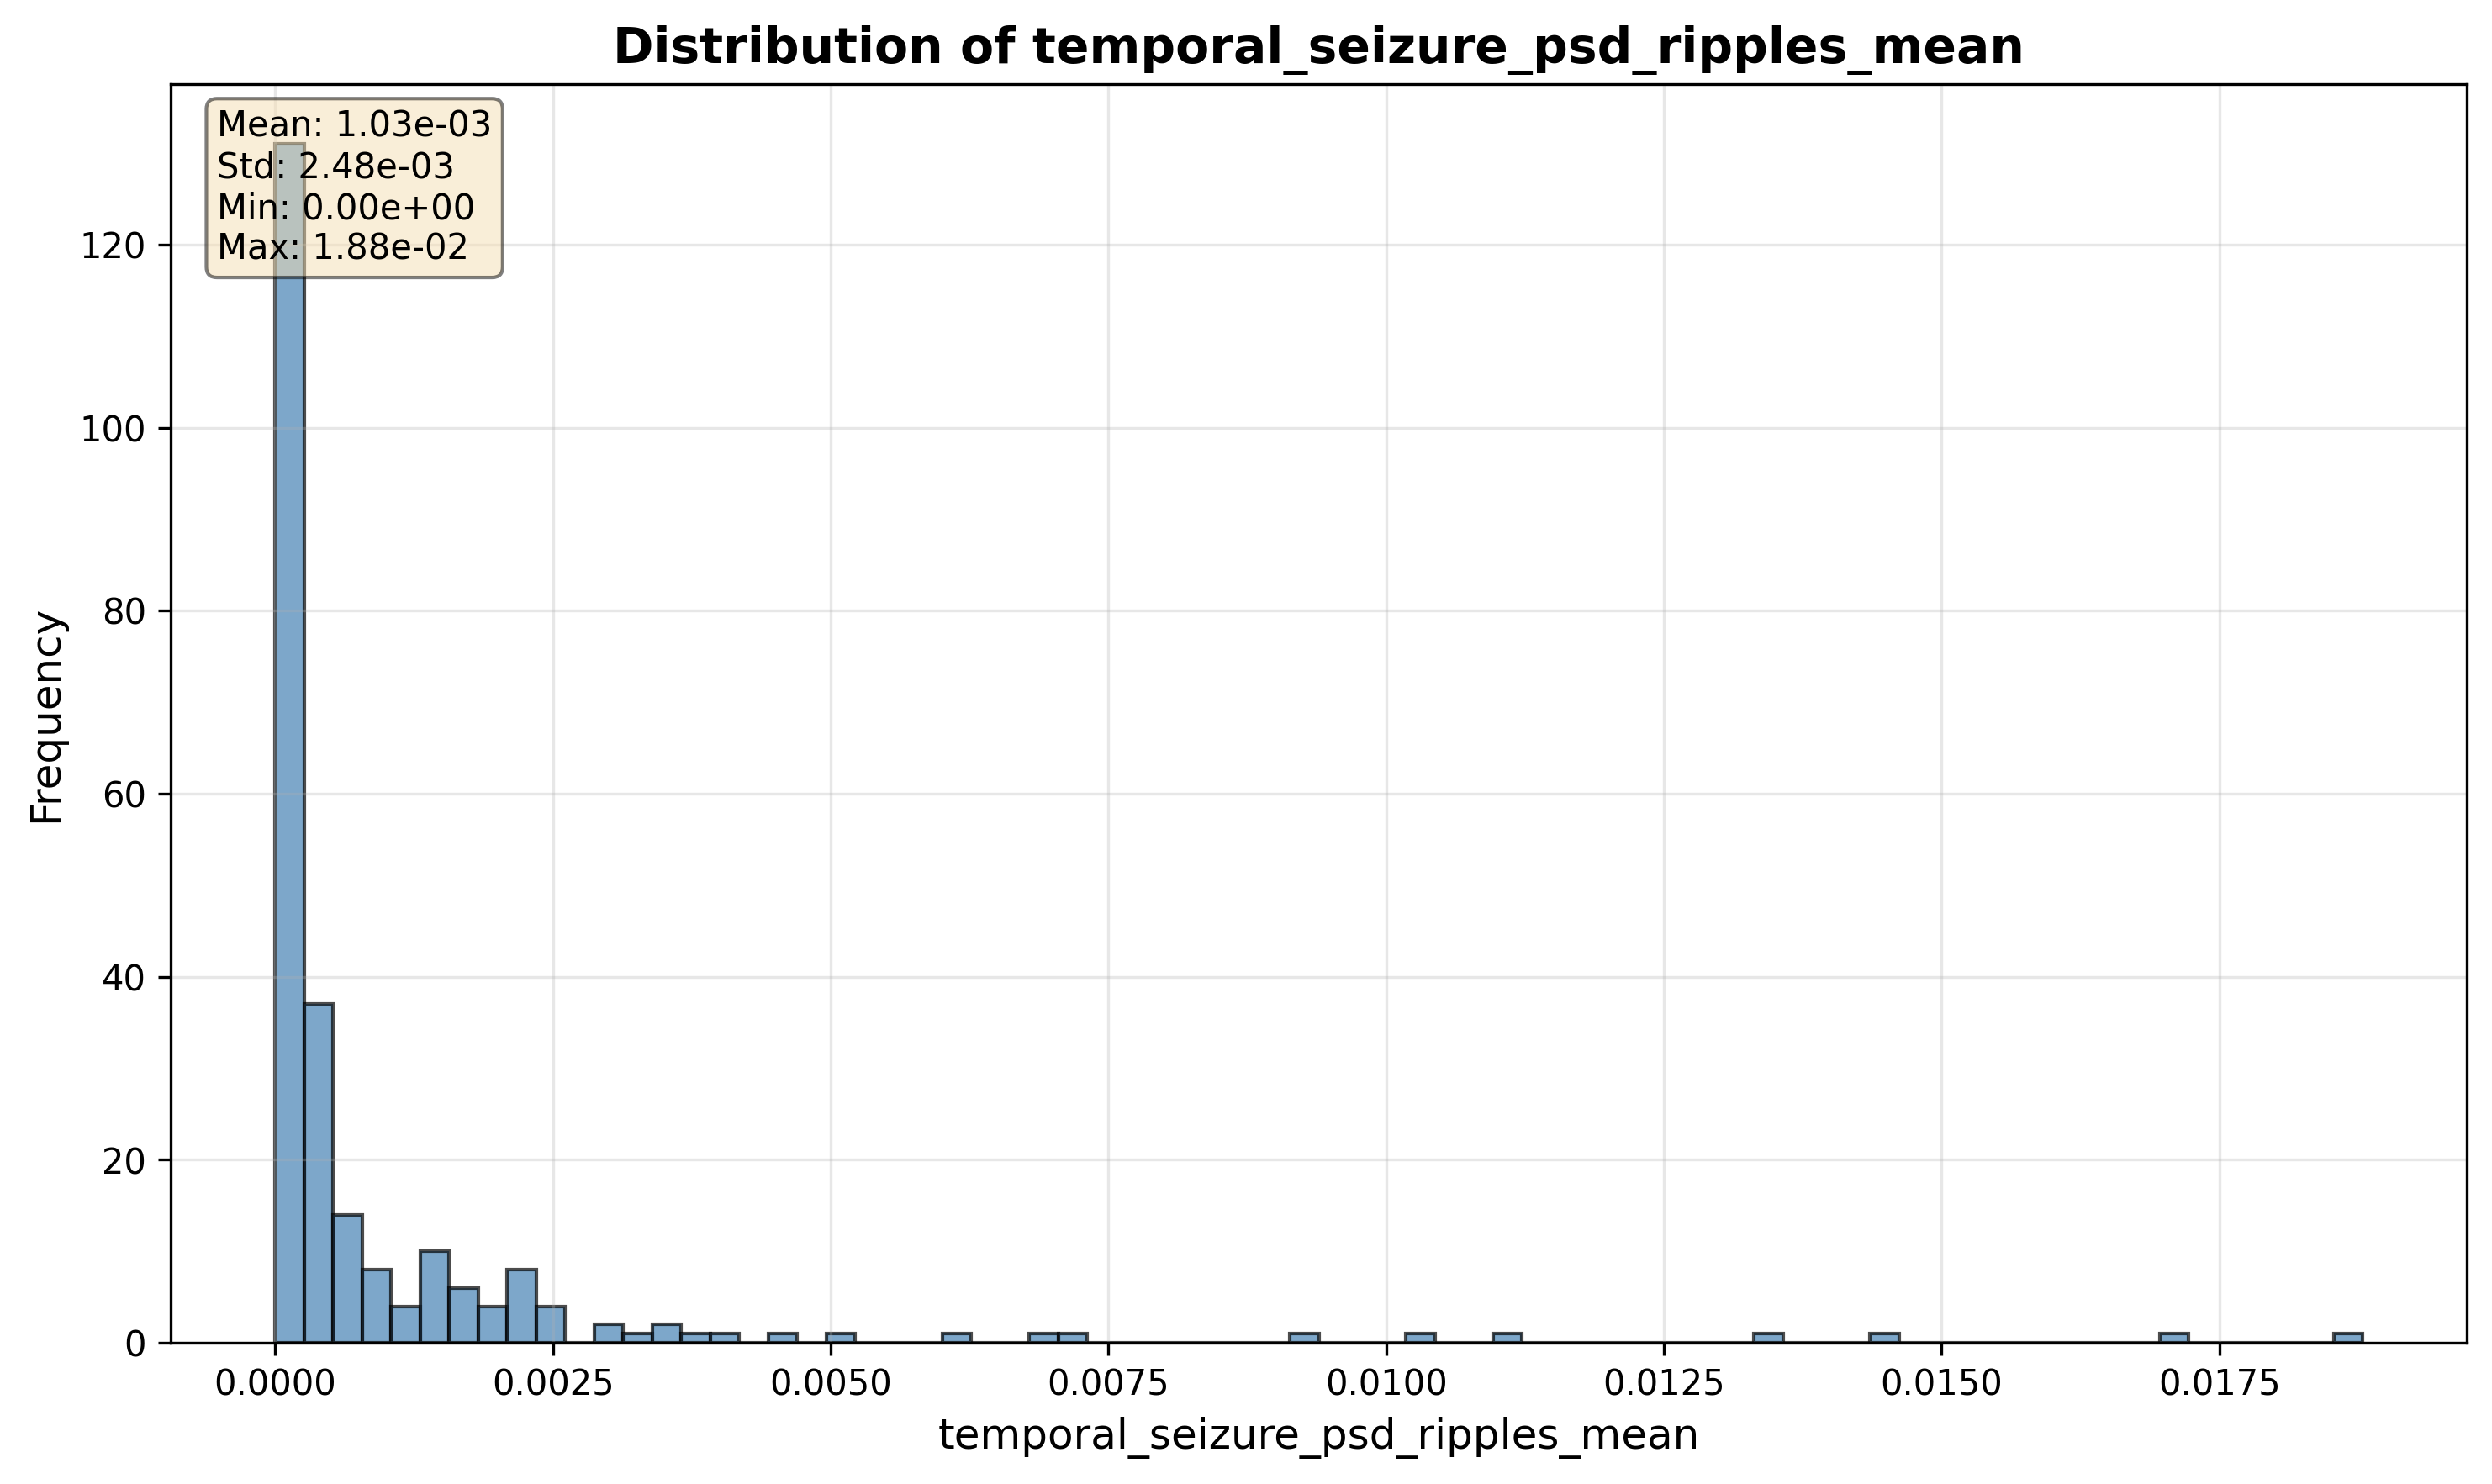 Distribution of temporal_seizure_psd_ripples_mean
Mean: 1.03e-03
Std: 2.48e-03
Min: 0.00e+00
Max: 1.88e-02
Frequency
120
100
80
60
40
20
0
0.0000 0.0025 0.0050 0.0075 0.0100 0.0125 0.0150 0.0175
temporal_seizure_psd_ripples_mean